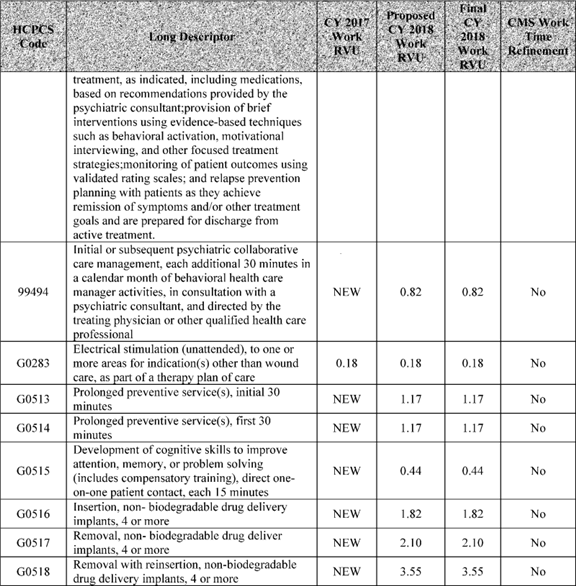 HCPCS Code Long Descriptor CY 2017 Work RVU Proposed CY 2018 Work RVU Final CY 2018 Work RVU CMS Work Time Refinement
treatment, as indicated, including medications,
based on recommendations provided by the
psychiatric consultant;provision of brief
interventions using evidence-based techniques
such as behavioral activation, motivational
interviewing, and other focused treatment
strategies;monitoring of patient outcomes using
validated rating scales; and relapse prevention
planning with patients as they achieve
remission of symptoms and/or other treatment
goals and are prepared for discharge from
active treatment.
Initial or subsequent psychiatric collaborative
care management, each additional 30 minutes in
a calendar month of behavioral health care
99494 manager activities, in consultation with a NEW 0.82 0.82 No
psychiatric consultant, and directed by the
treating physician or other qualified health care
professional
Electrical stimulation (unattended), to one or
G0283 more areas for indication(s) other than wound 0.18 0.18 0.18 No
care, as part of a therapy plan of care
G0513 Prolonged preventive service(s), initial 30 NEW 1.17 1.17 No
minutes
G0514 Prolonged preventive service(s), first 30 NEW 1.17 1.17 No
minutes
Development of cognitive skills to improve
G0515 attention, memory, or problem solving NEW 0.44 0.44 No
(includes compensatory training), direct one-
on-one patient contact, each 15 minutes
G0516 Insertion, non- biodegradable drug delivery NEW 1.82 1.82 No
implants, 4 or more
G0517 Removal, non- biodegradable drug deliver NEW 2.10 2.10 No
implants, 4 or more
G0518 Removal with reinsertion, non-biodegradable NEW 3.55 3.55 No
drug delivery implants, 4 or more